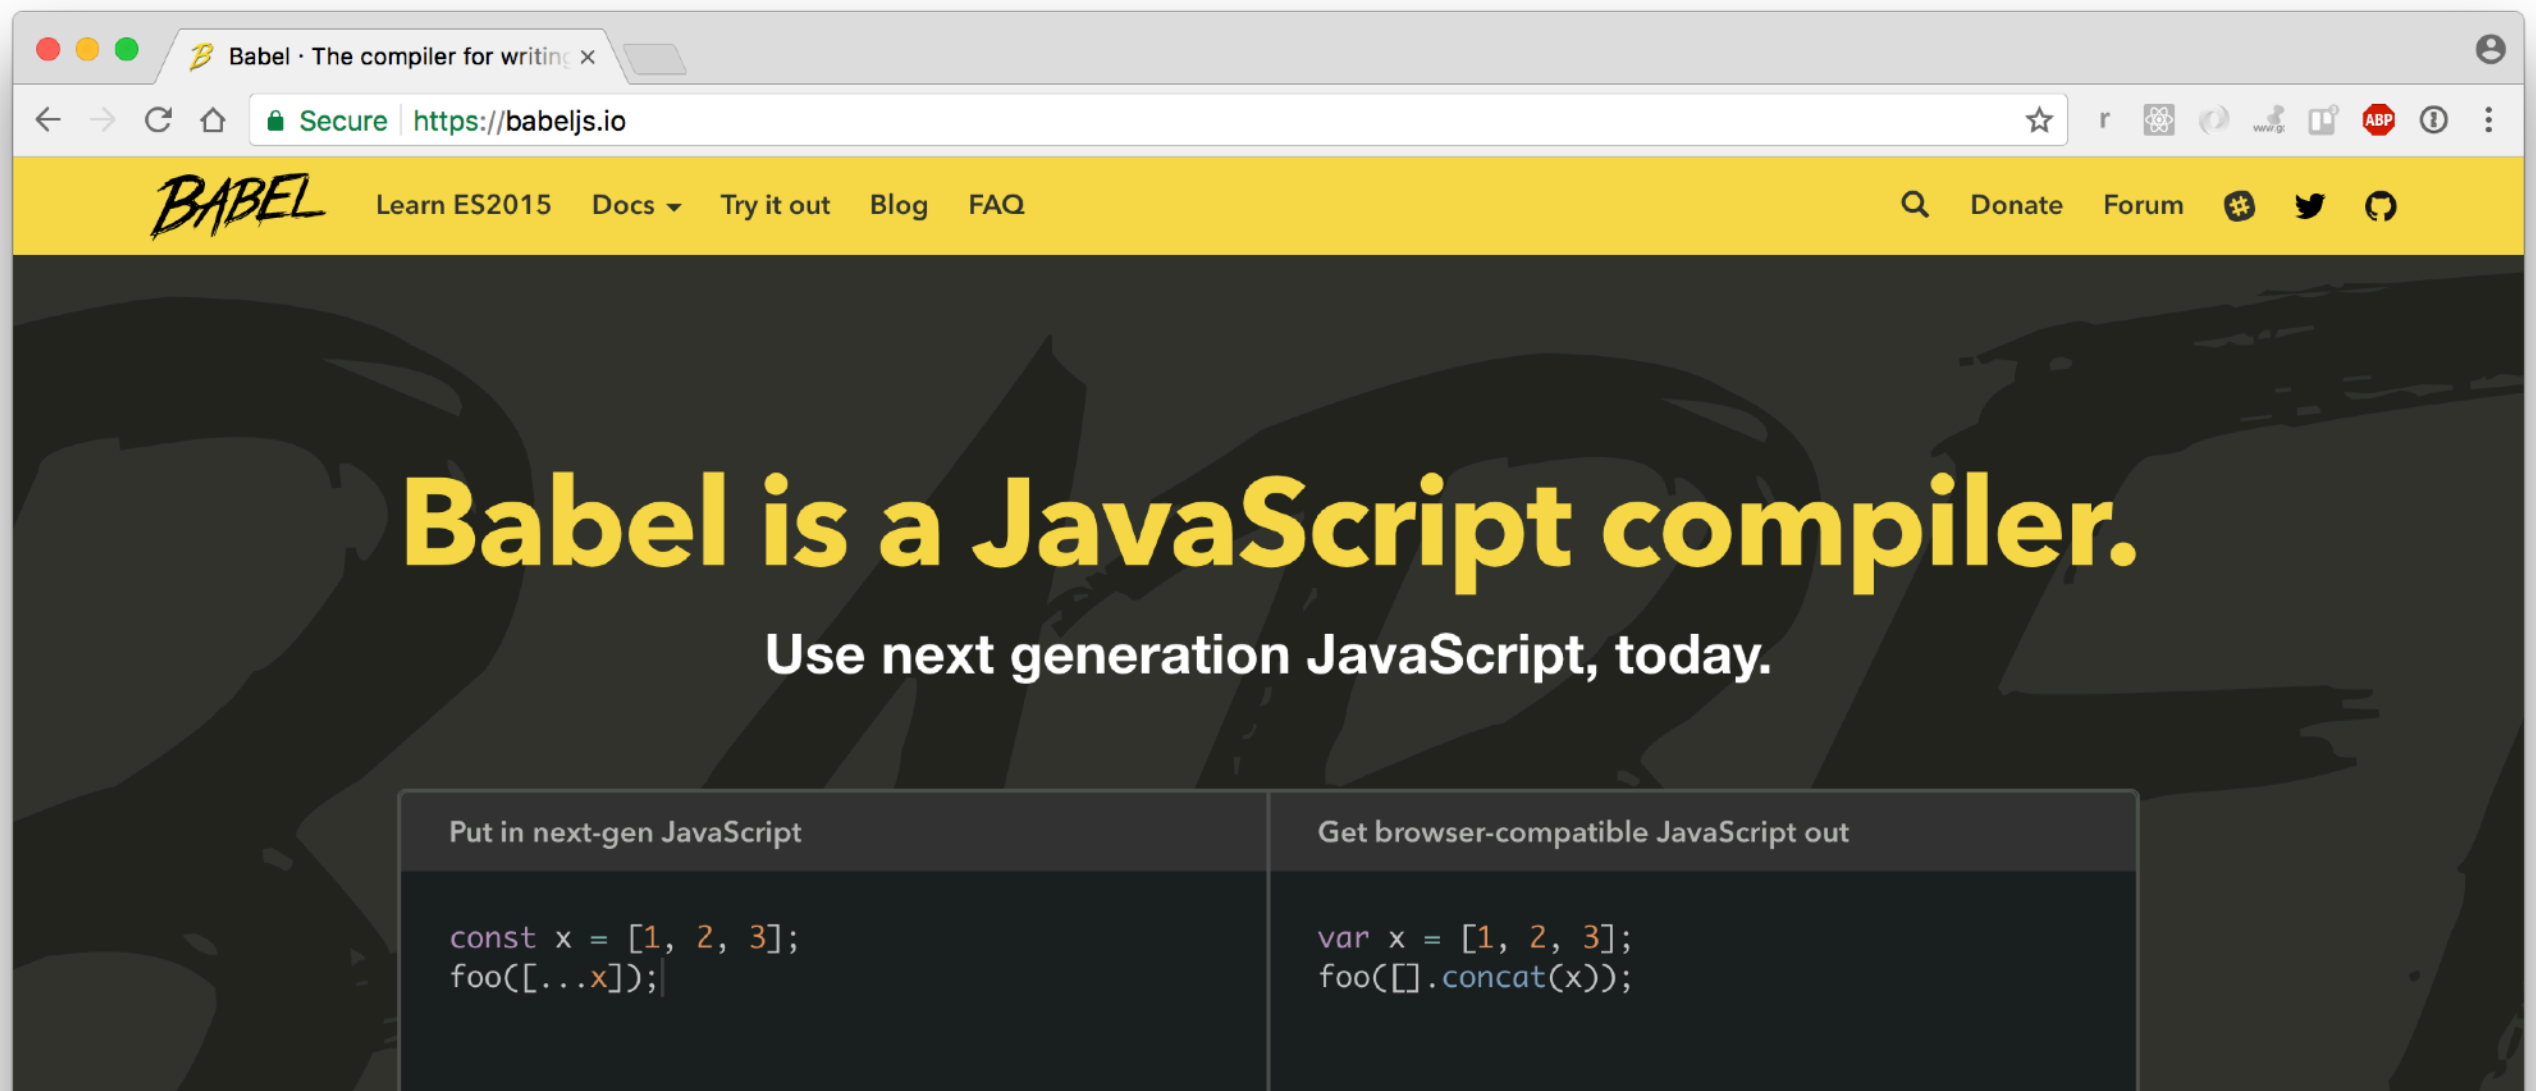 Babel · The compiler for writing
Secure https://babeljs.io
r
www.g
ABP
BABEL Learn ES2015 Docs Try it out Blog FAQ Donate Forum
Babel is a JavaScript compiler.
Use next generation JavaScript, today.
Put in next-gen JavaScript
const x = [1, 2, 3];
foo([...x]);
Get browser-compatible JavaScript out
var x = [1, 2, 3];
foo([].concat(x));